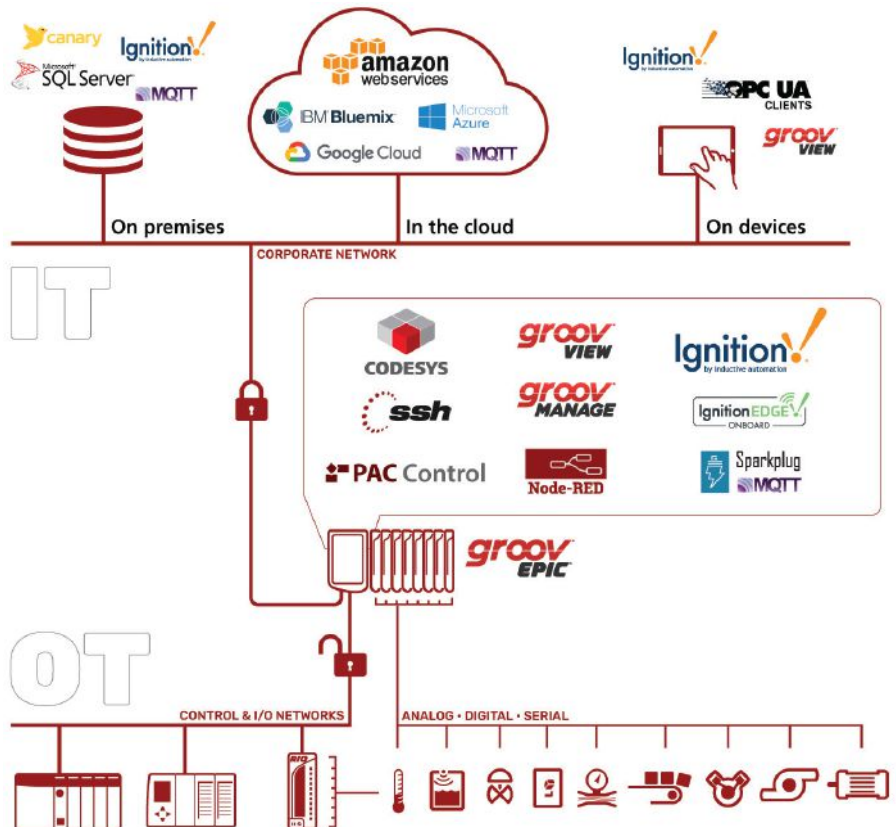 canary
Ignition!
by inductive automation
Microsoft
SQL Server
MQTT
amazon
web services
IBM Bluemix
Microsoft
Azure
Google Cloud
MQTT
Ignition!
by inductive automation
OPC UA
CLIENTS
groov
VIEW
On premises
In the cloud
On devices
CORPORATE NETWORK
IT
CODESYS
groov
VIEW
Ignition!
by inductive automation
ssh
groov
MANAGE
Ignition EDGE
ONBOARD
PAC Control
Node-RED
Sparkplug
MQTT
groov
EPIC
OT
CONTROL & I/O NETWORKS
ANALOG • DIGITAL • SERIAL
RIO